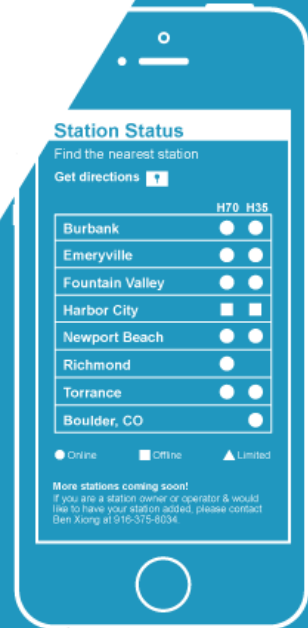 Station Status
Find the nearest station
Get directions
H70 H35
Burbank
Emeryville
Fountain Valley
Harbor City
Newport Beach
Richmond
Torrance
Boulder, CO
Online Offline Limited
More stations coming soon!
If you are a station owner or operator & would
like to have your station added, please contact
Ben Xiong at 916-375-8034.